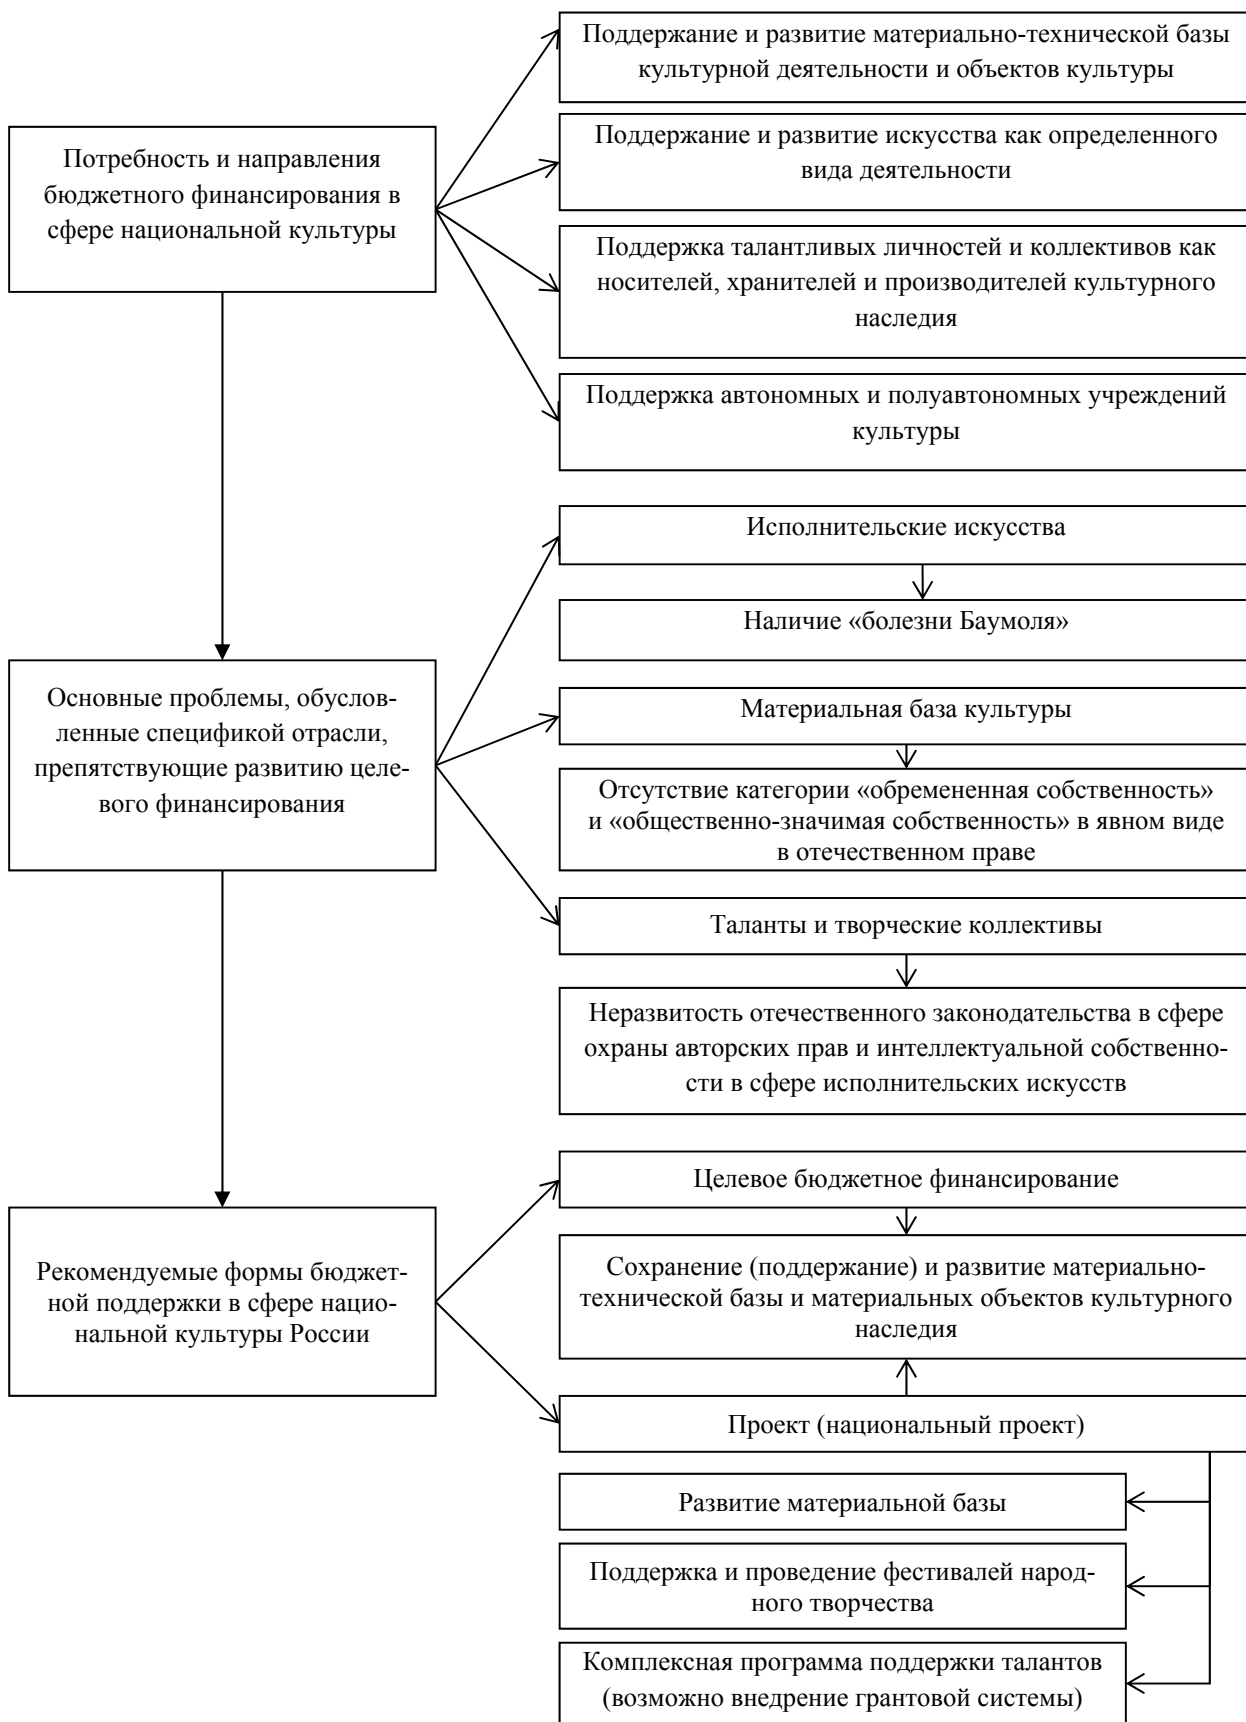 Поддержание и развитие материально-технической базы
культурной деятельности и объектов культуры
Потребность и направления
бюджетного финансирования в
сфере национальной культуры
Поддержание и развитие искусства как определенного
вида деятельности
Поддержка талантливых личностей и коллективов как
носителей, хранителей и производителей культурного
наследия
Поддержка автономных и полуавтономных учреждений
культуры
Исполнительские искусства
Наличие «болезни Баумоля»
Основные проблемы, обуслов-
ленные спецификой отрасли,
препятствующие развитию целе-
вого финансирования
Материальная база культуры
Отсутствие категории «обремененная собственность»
и «общественно-значимая собственность» в явном виде
в отечественном праве
Таланты и творческие коллективы
Неразвитость отечественного законодательства в сфере
охраны авторских прав и интеллектуальной собственно-
сти в сфере исполнительских искусств
Целевое бюджетное финансирование
Рекомендуемые формы бюджет-
ной поддержки в сфере нацио-
нальной культуры России
Сохранение (поддержание) и развитие материально-
технической базы и материальных объектов культурного
наследия
Проект (национальный проект)
Развитие материальной базы
Поддержка и проведение фестивалей народ-
ного творчества
Комплексная программа поддержки талантов
(возможно внедрение грантовой системы)